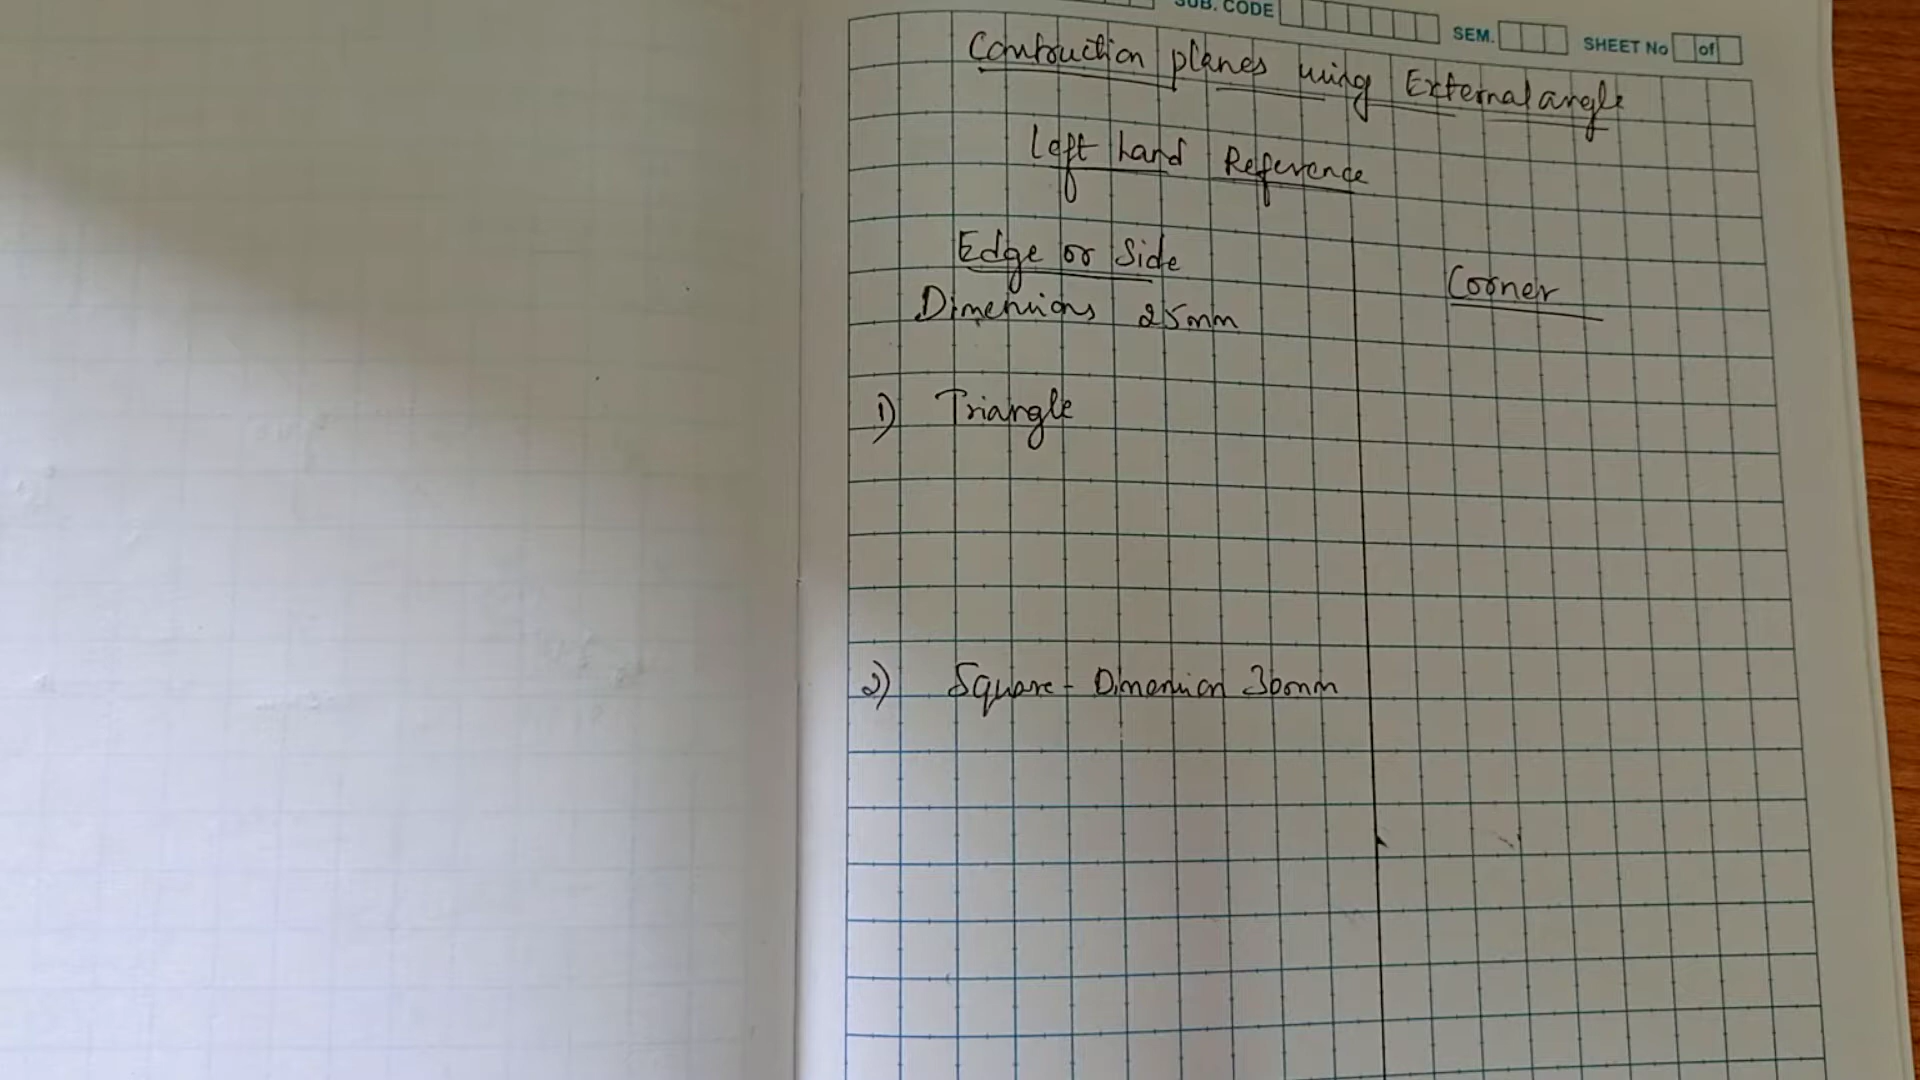 SUB. CODE SEM. SHEET No of
Contruction planes using External angle
Left hand Reference
Edge or Side
Corner
Dimensions 25mm
1) Triangle
2) Square - Dimension 30mm